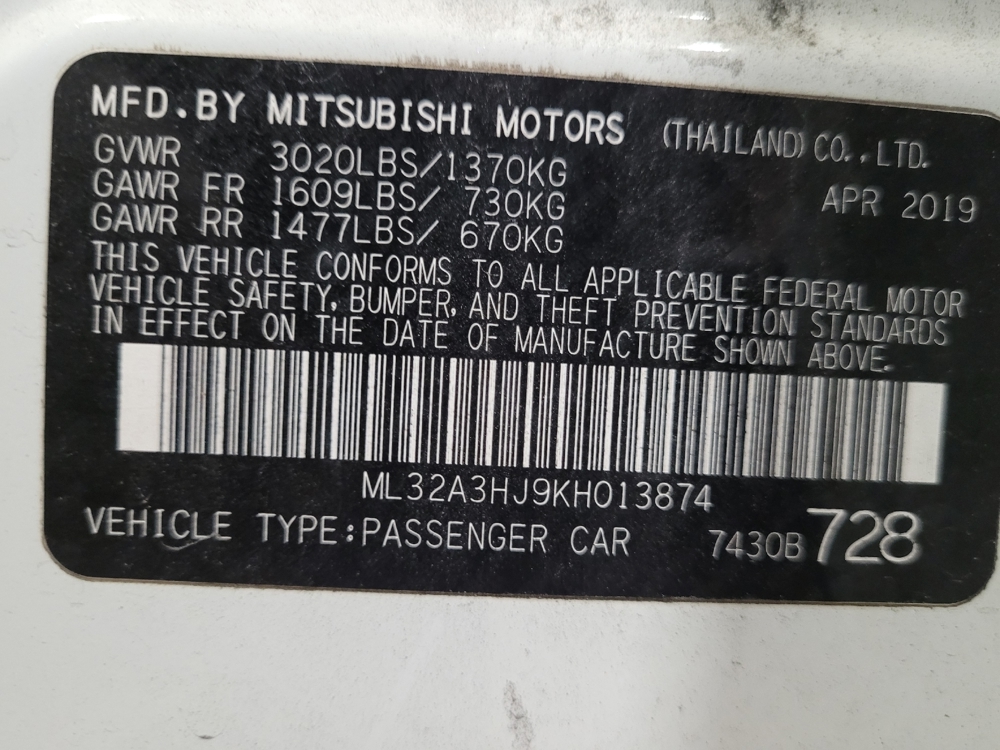 MFD.BY MITSUBISHI MOTORS (THAILAND) CO., LTD.
GVWR 3020LBS/1370KG APR 2019
GAWR FR 1609LBS/ 730KG
GAWR RR 1477LBS/ 670KG
THIS VEHICLE CONFORMS TO ALL APPLICABLE FEDERAL MOTOR
VEHICLE SAFETY, BUMPER, AND THEFT PREVENTION STANDARDS
IN EFFECT ON THE DATE OF MANUFACTURE SHOWN ABOVE.
ML32A3HJ9KH013874
VEHICLE TYPE:PASSENGER CAR 7430B728